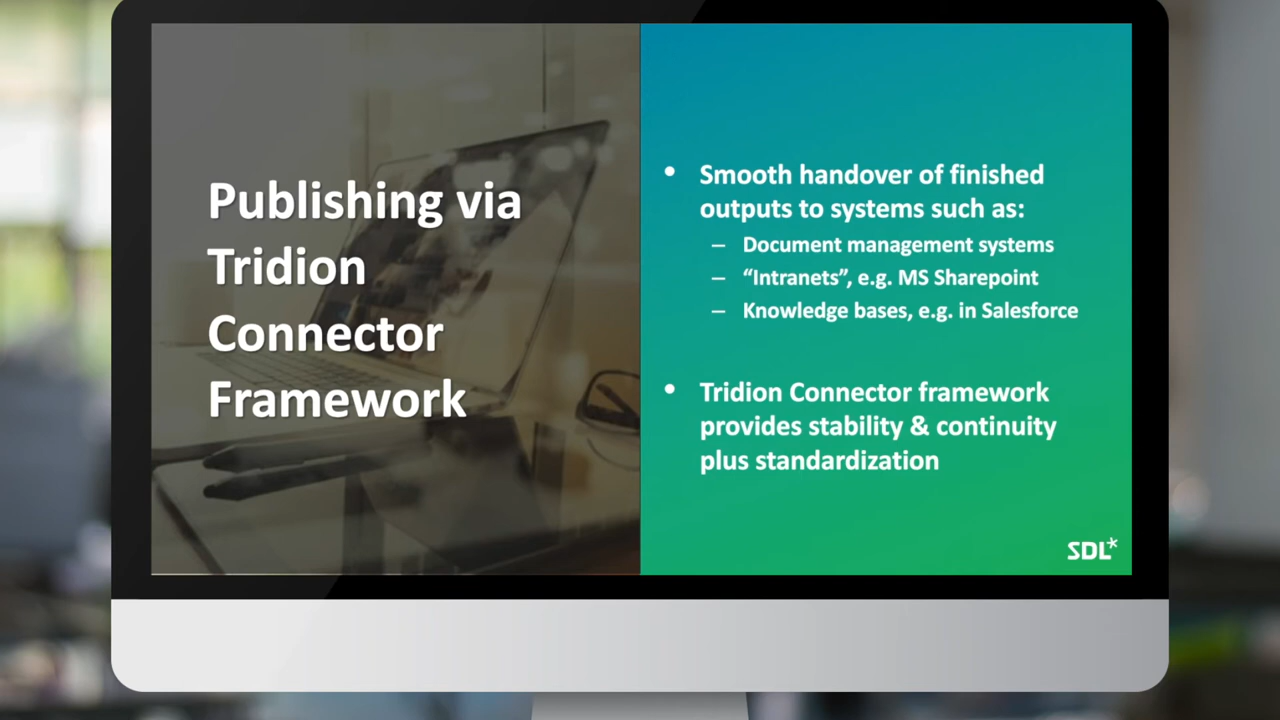 Publishing via
Tridion
Connector
Framework
• Smooth handover of finished
outputs to systems such as:
– Document management systems
– “Intranets”, e.g. MS Sharepoint
– Knowledge bases, e.g. in Salesforce
• Tridion Connector framework
provides stability & continuity
plus standardization
SDL*